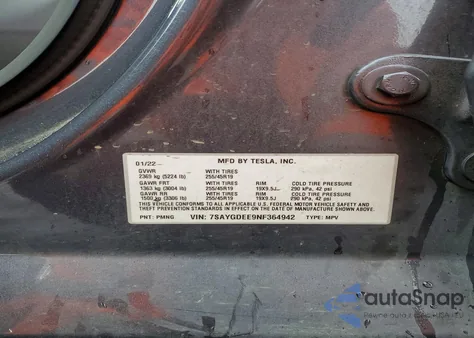 MFD BY TESLA, INC.
01/22
GVWR WITH TIRES
2369 kg (5224 lb) 255/45R19
GAWR FRT WITH TIRES RIM COLD TIRE PRESSURE
1363 kg (3004 lb) 255/45R19 19X9.5J 290 kPa, 42 psi
GAWR RR WITH TIRES RIM COLD TIRE PRESSURE
1500 kg (3306 lb) 255/45R19 19X9.5J 290 kPa, 42 psi
THIS VEHICLE CONFORMS TO ALL APPLICABLE U.S. FEDERAL MOTOR VEHICLE SAFETY AND
THEFT PREVENTION STANDARDS IN EFFECT ON THE DATE OF MANUFACTURE SHOWN ABOVE.
PNT: PMNG VIN: 7SAYGDEE9NF364942 TYPE: MPV
autoSnap